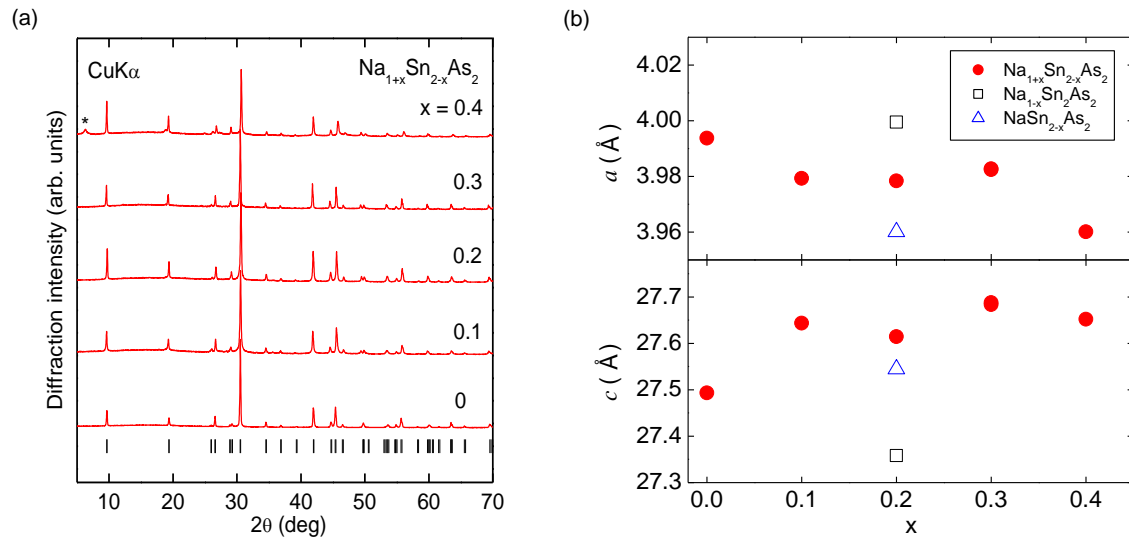 (a)
CuKα
Na1+xSn2-xAs2
x = 0.4
*
0.3
0.2
0.1
0
Diffraction intensity (arb. units)
10 20 30 40 50 60 70
2θ (deg)
(b)
4.02
4.00
3.98
3.96
a ( Å )
Na1+xSn2-xAs2
Na1-xSn2As2
NaSn2-xAs2
27.7
27.6
27.5
27.4
27.3
c ( Å )
0.0 0.1 0.2 0.3 0.4
x